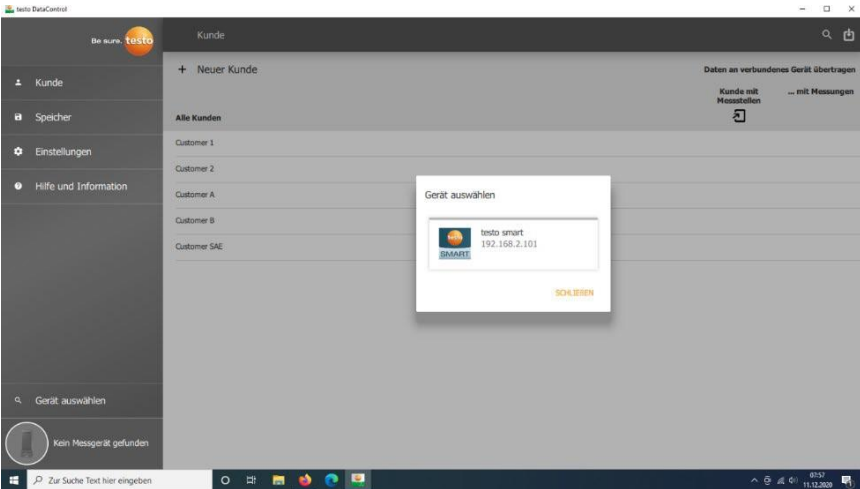 testo DataControl
Be sure. testo
Kunde
Kunde
Speicher
Einstellungen
Hilfe und Information
Gerät auswählen
Kein Messgerät gefunden
+ Neuer Kunde
Daten an verbundenes Gerät übertragen
Kunde mit
Messstellen
... mit Messungen
Alle Kunden
Customer 1
Customer 2
Customer A
Customer B
Customer SAE
Gerät auswählen
testo
SMART
testo smart
192.168.2.101
SCHLIEßEN
Zur Suche Text hier eingeben
07:57
11.12.2020